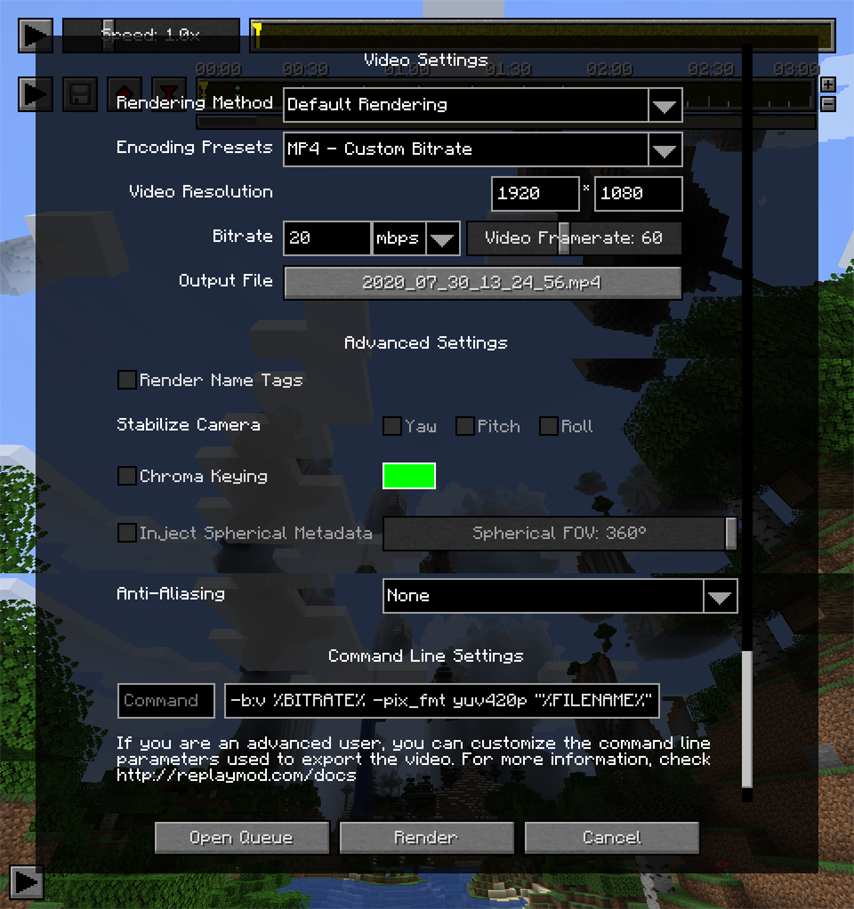 Speed: 1.0x
00:00 00:30 01:00 01:30 02:00 02:30 03:00
Video Settings
Rendering Method Default Rendering
Encoding Presets MP4 - Custom Bitrate
Video Resolution 1920 * 1080
Bitrate 20 mbps Video Framerate: 60
Output File 2020_07_30_13_24_56.mp4
Advanced Settings
Render Name Tags
Stabilize Camera Yaw Pitch Roll
Chroma Keying
Inject Spherical Metadata Spherical FOV: 360°
Anti-Aliasing None
Command Line Settings
Command -b:v %BITRATE% -pix_fmt yuv420p "%FILENAME%"
If you are an advanced user, you can customize the command line
parameters used to export the video. For more information, check
http://replaymod.com/docs
Open Queue Render Cancel